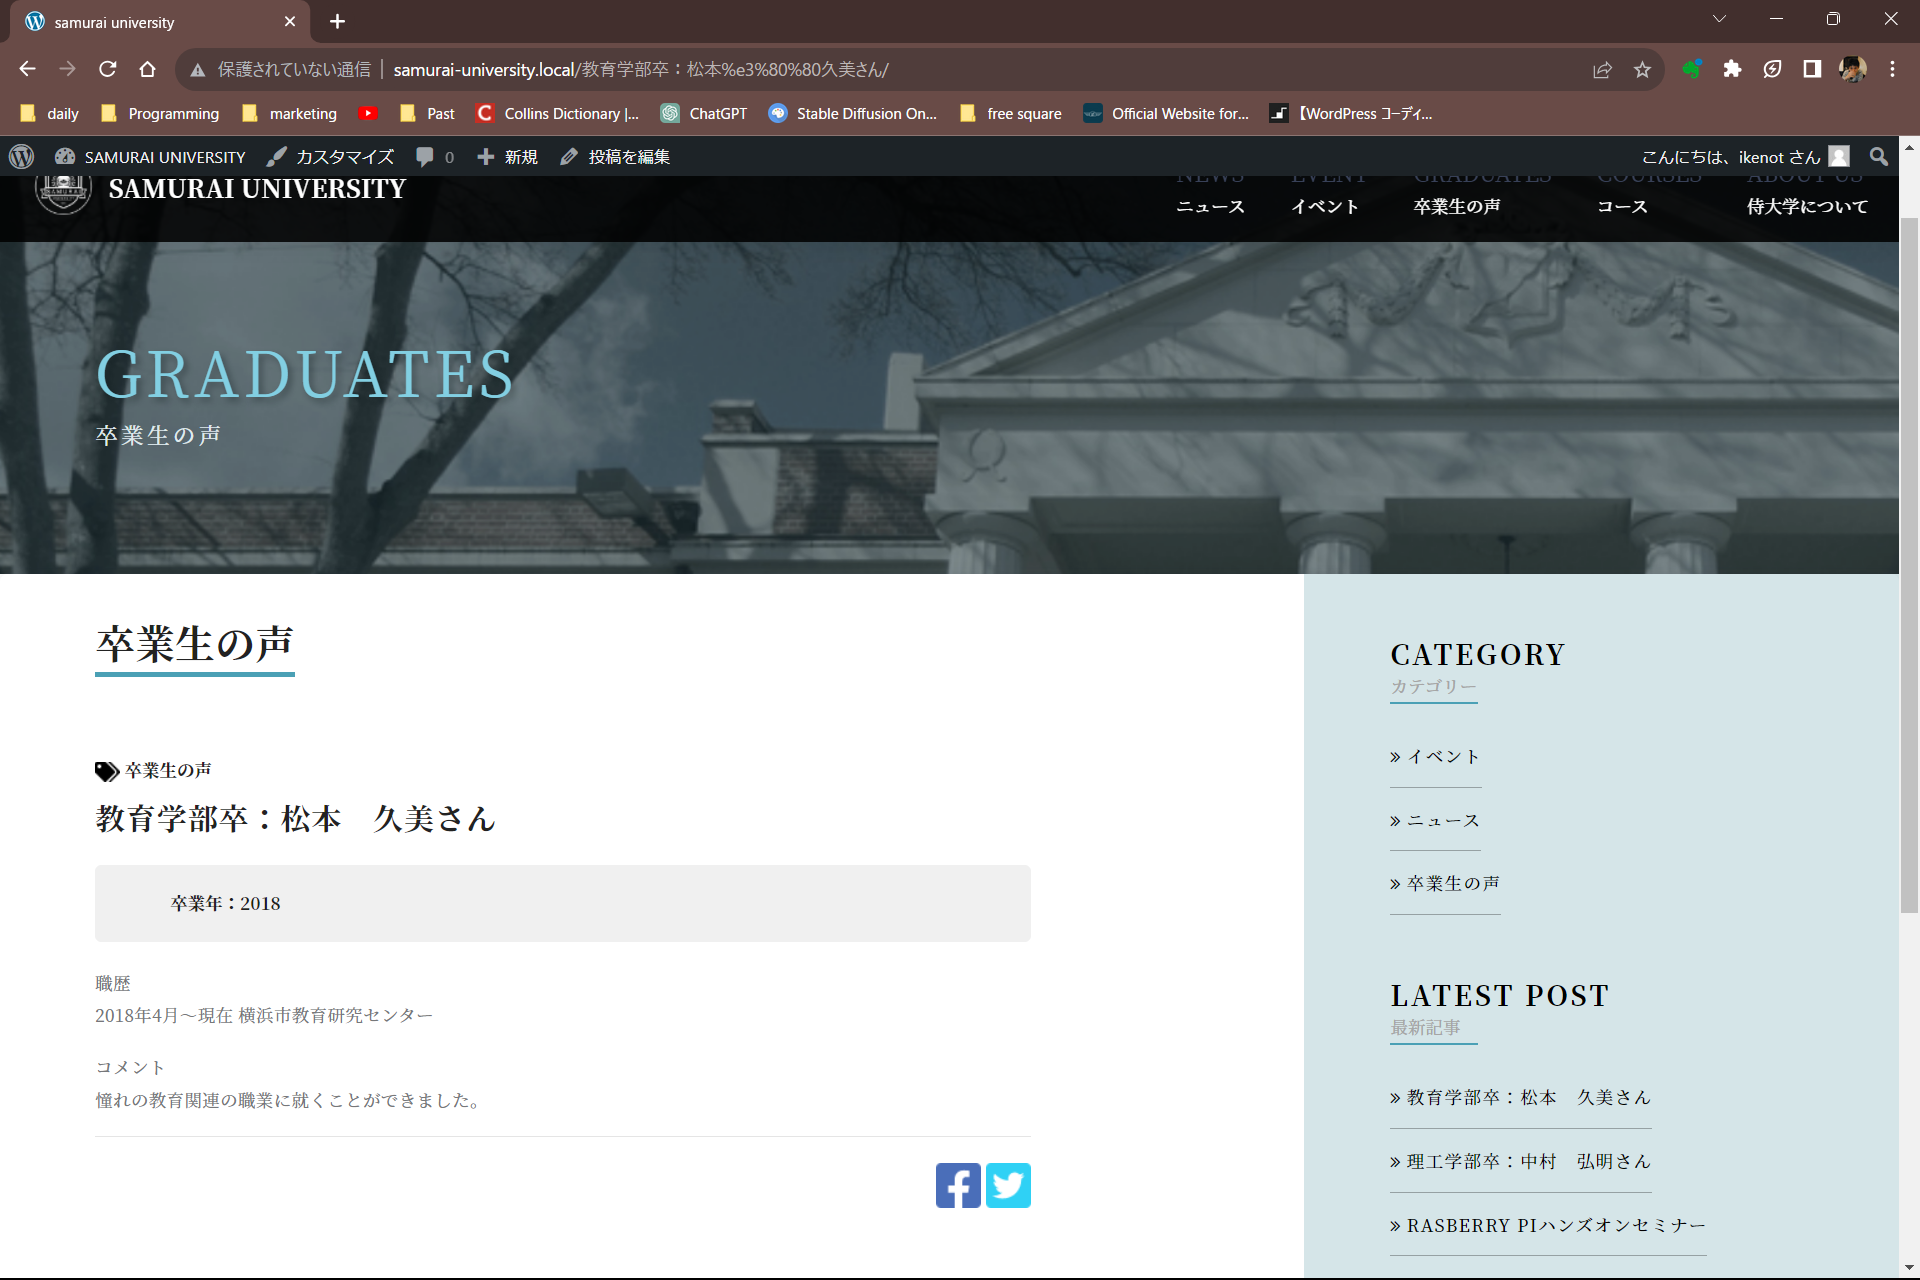 samurai university
保護されていない通信
samurai-university.local/教育学部卒：松本%e3%80%80久美さん/
daily
Programming
marketing
Past
Collins Dictionary |...
ChatGPT
Stable Diffusion On...
free square
Official Website for...
【WordPress コーディ...
SAMURAI UNIVERSITY
カスタマイズ
0
新規
投稿を編集
こんにちは、ikenot さん
SAMURAI UNIVERSITY
NEWS
EVENT
GRADUATES
COURSES
ABOUT US
ニュース
イベント
卒業生の声
コース
侍大学について
GRADUATES
卒業生の声
卒業生の声
卒業生の声
教育学部卒：松本　久美さん
卒業年：2018
職歴
2018年4月～現在 横浜市教育研究センター
コメント
憧れの教育関連の職業に就くことができました。
CATEGORY
カテゴリー
» イベント
» ニュース
» 卒業生の声
LATEST POST
最新記事
» 教育学部卒：松本　久美さん
» 理工学部卒：中村　弘明さん
» RASBERRY PIハンズオンセミナー